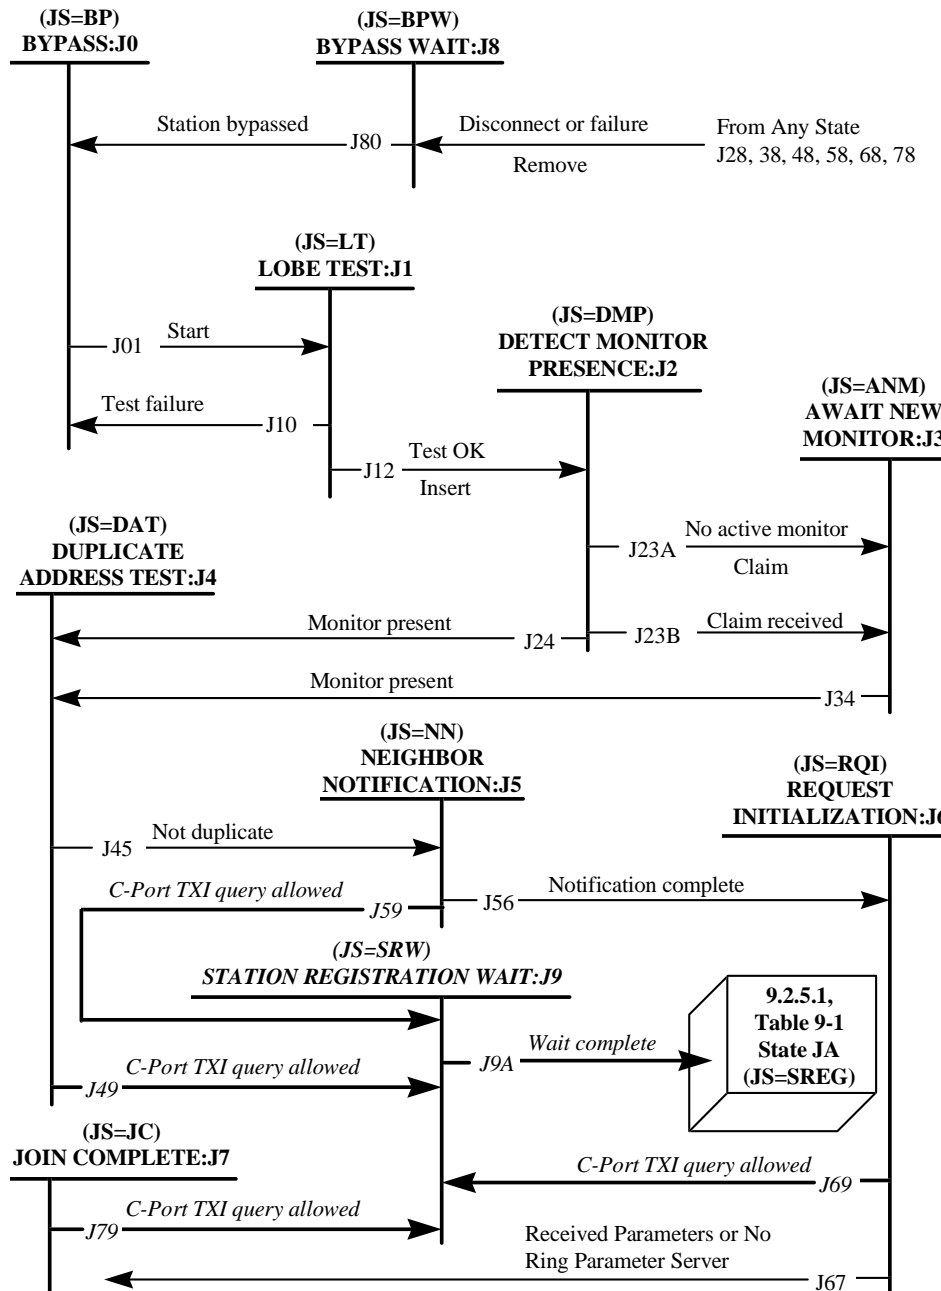 (JS=BP)
BYPASS:J0
(JS=BPW)
BYPASS WAIT:J8
Station bypassed
J80
Disconnect or failure
Remove
From Any State
J28, 38, 48, 58, 68, 78
(JS=LT)
LOBE TEST:J1
J01
Start
Test failure
J10
(JS=DMP)
DETECT MONITOR
PRESENCE:J2
J12
Test OK
Insert
(JS=ANM)
AWAIT NEW
MONITOR:J3
J23A
No active monitor
Claim
(JS=DAT)
DUPLICATE
ADDRESS TEST:J4
Monitor present
J24
J23B
Claim received
Monitor present
J34
(JS=NN)
NEIGHBOR
NOTIFICATION:J5
(JS=RQI)
REQUEST
INITIALIZATION:J6
J45
Not duplicate
C-Port TXI query allowed
J59
J56
Notification complete
(JS=SRW)
STATION REGISTRATION WAIT:J9
J9A
Wait complete
9.2.5.1,
Table 9-1
State JA
(JS=SREG)
J49
C-Port TXI query allowed
(JS=JC)
JOIN COMPLETE:J7
C-Port TXI query allowed
J69
J79
C-Port TXI query allowed
Received Parameters or No
Ring Parameter Server
J67